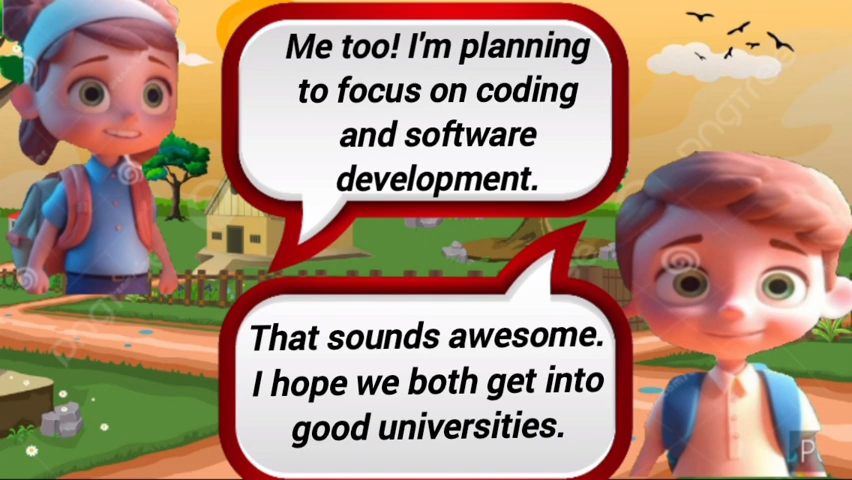 Me too! I'm planning
to focus on coding
and software
development.
That sounds awesome.
I hope we both get into
good universities.